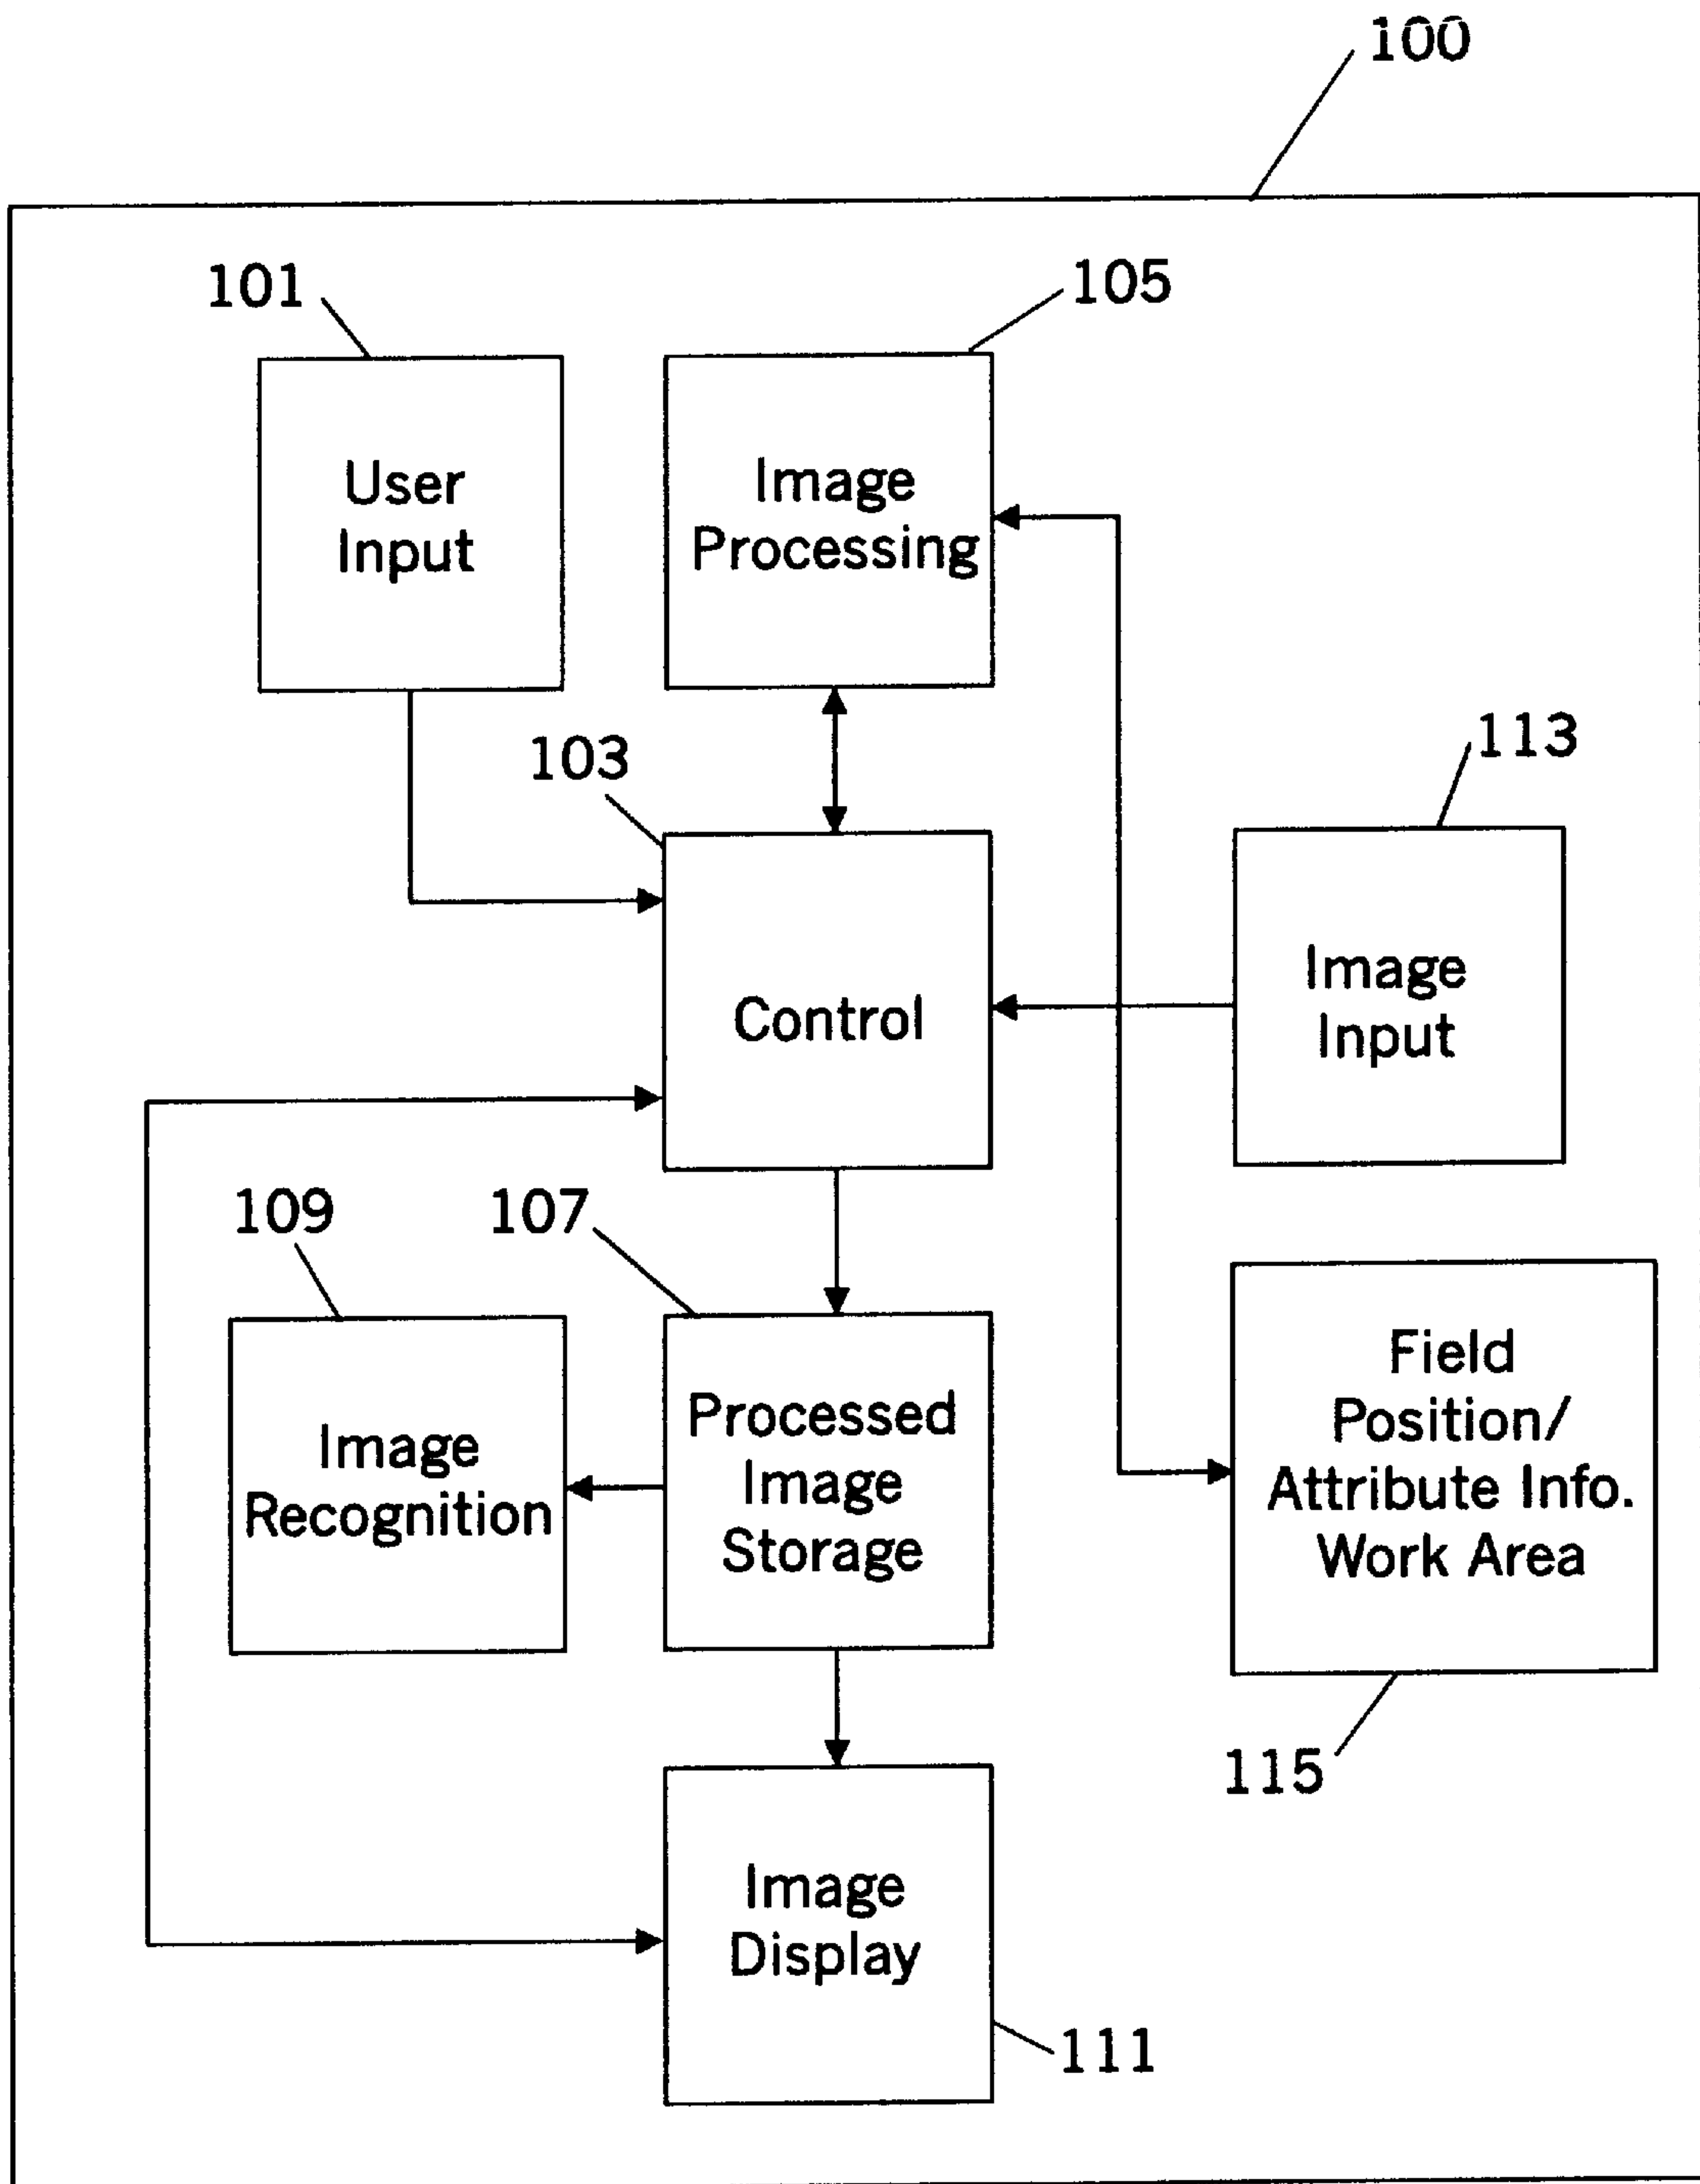 100
101
105
User
Input
Image
Processing
103
113
Control
Image
Input
109
107
Image
Recognition
Processed
Image
Storage
Field
Position/
Attribute Info.
Work Area
115
Image
Display
111